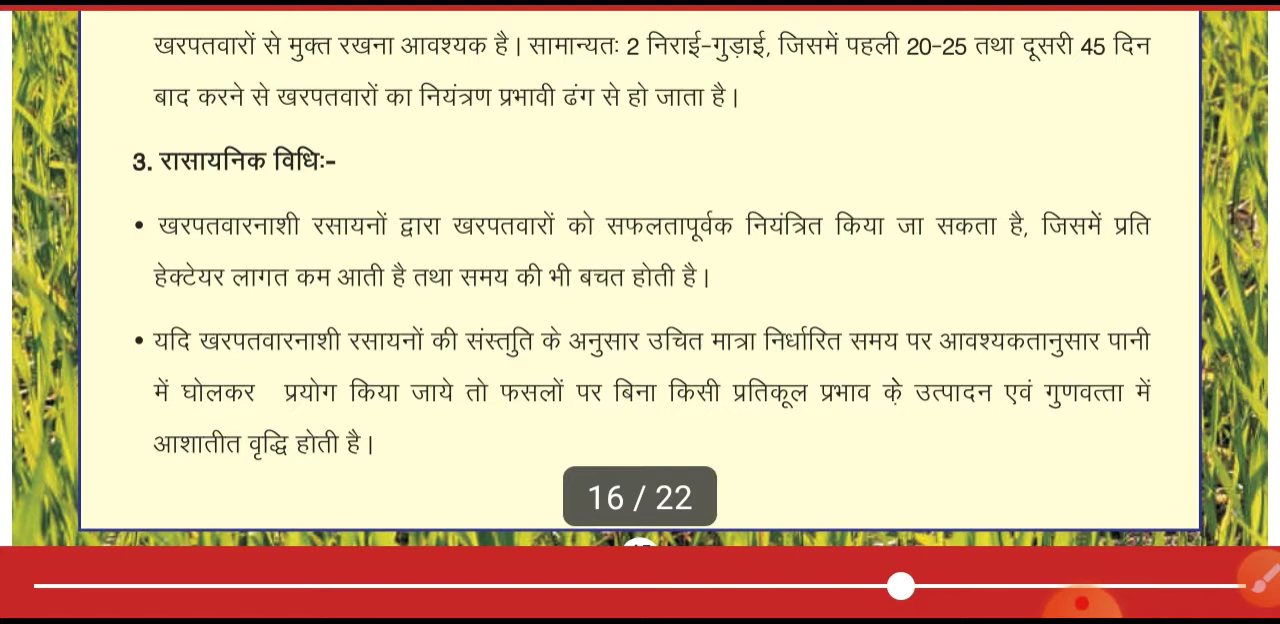 खरपतवारों से मुक्त रखना आवश्यक है। सामान्यतः 2 निराई-गुड़ाई, जिसमें पहली 20-25 तथा दूसरी 45 दिन
बाद करने से खरपतवारों का नियंत्रण प्रभावी ढंग से हो जाता है।
3. रासायनिक विधिः-
• खरपतवारनाशी रसायनों द्वारा खरपतवारों को सफलतापूर्वक नियंत्रित किया जा सकता है, जिसमें प्रति
हेक्टेयर लागत कम आती है तथा समय की भी बचत होती है।
• यदि खरपतवारनाशी रसायनों की संस्तुति के अनुसार उचित मात्रा निर्धारित समय पर आवश्यकतानुसार पानी
में घोलकर प्रयोग किया जाये तो फसलों पर बिना किसी प्रतिकूल प्रभाव के उत्पादन एवं गुणवत्ता में
आशातीत वृद्धि होती है।
16 / 22